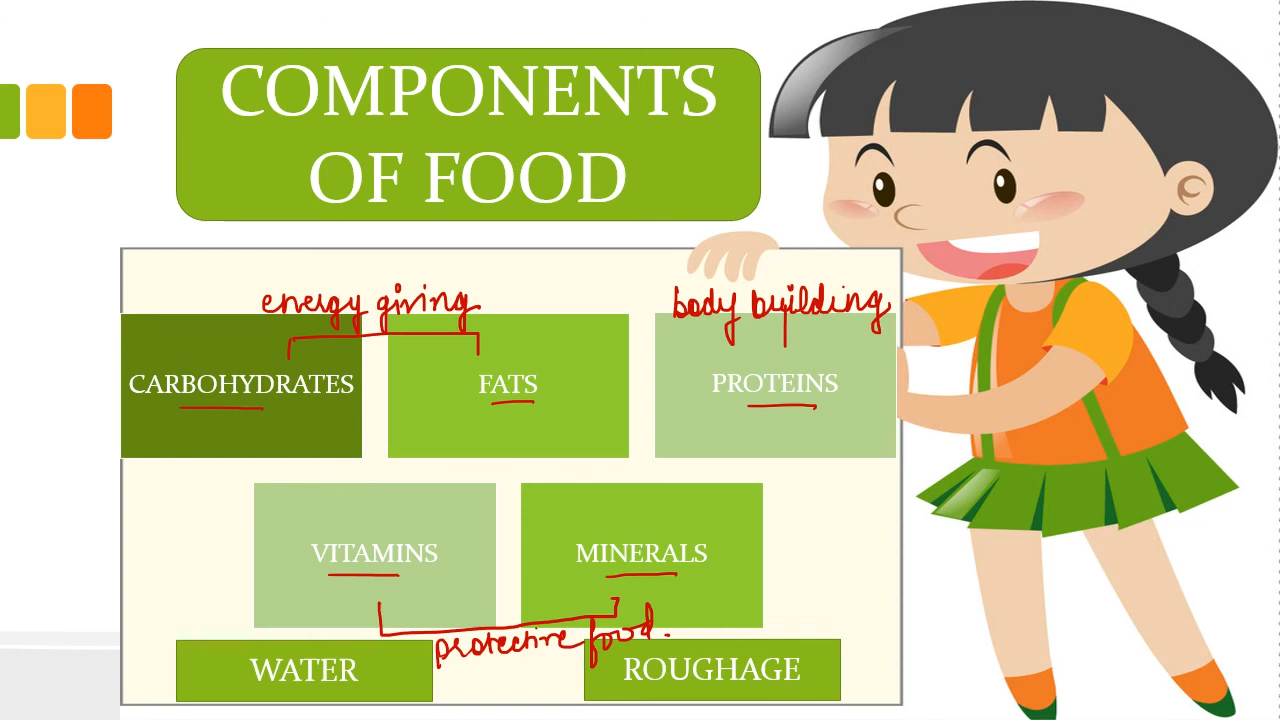 COMPONENTS
OF FOOD
energy giving
body building
CARBOHYDRATES
FATS
PROTEINS
VITAMINS
MINERALS
protective food.
WATER
ROUGHAGE